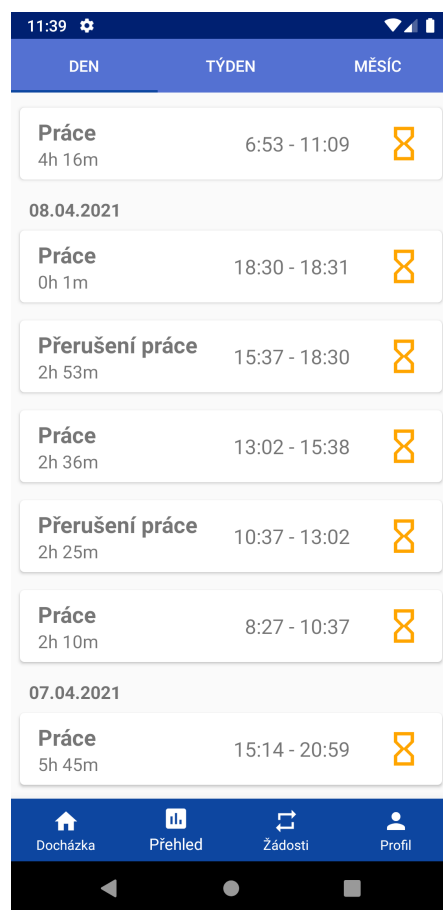 11:39
DEN TÝDEN MĚSÍC
Práce
4h 16m
6:53 - 11:09
08.04.2021
Práce
0h 1m
18:30 - 18:31
Přerušení práce
2h 53m
15:37 - 18:30
Práce
2h 36m
13:02 - 15:38
Přerušení práce
2h 25m
10:37 - 13:02
Práce
2h 10m
8:27 - 10:37
07.04.2021
Práce
5h 45m
15:14 - 20:59
Docházka Přehled Žádosti Profil